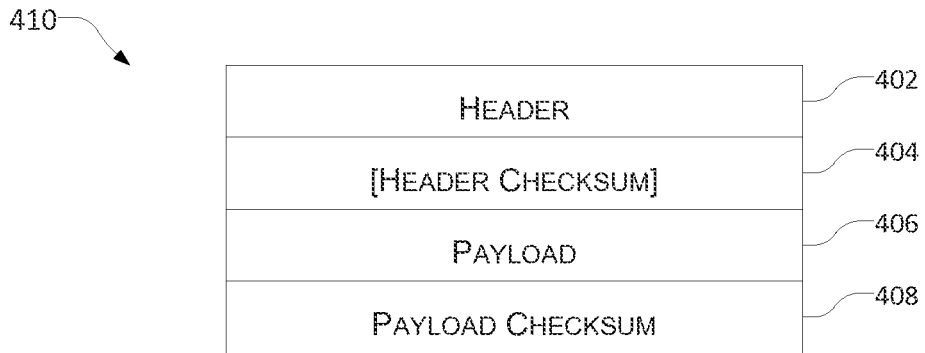 410
402
HEADER
404
[HEADER CHECKSUM]
406
PAYLOAD
408
PAYLOAD CHECKSUM